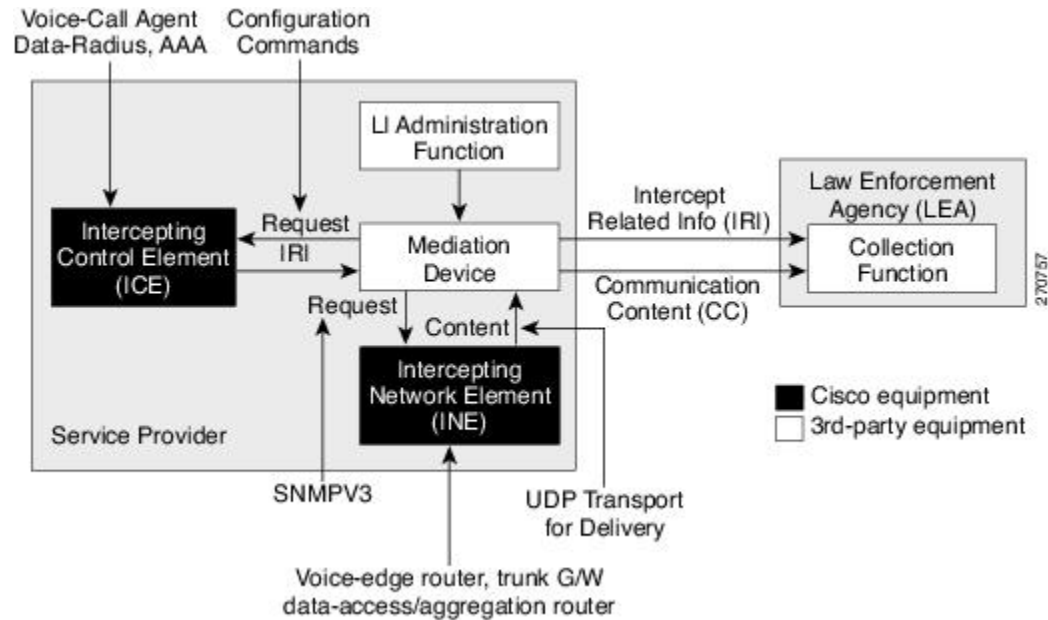 Voice-Call Agent
Data-Radius, AAA
Configuration
Commands
LI Administration
Function
Intercepting
Control Element
(ICE)
Request
IRI
Mediation
Device
Intercept
Related Info (IRI)
Communication
Content (CC)
Law Enforcement
Agency (LEA)
Collection
Function
270757
Request
Content
Intercepting
Network Element
(INE)
Service Provider
Cisco equipment
3rd-party equipment
SNMPV3
UDP Transport
for Delivery
Voice-edge router, trunk G/W
data-access/aggregation router